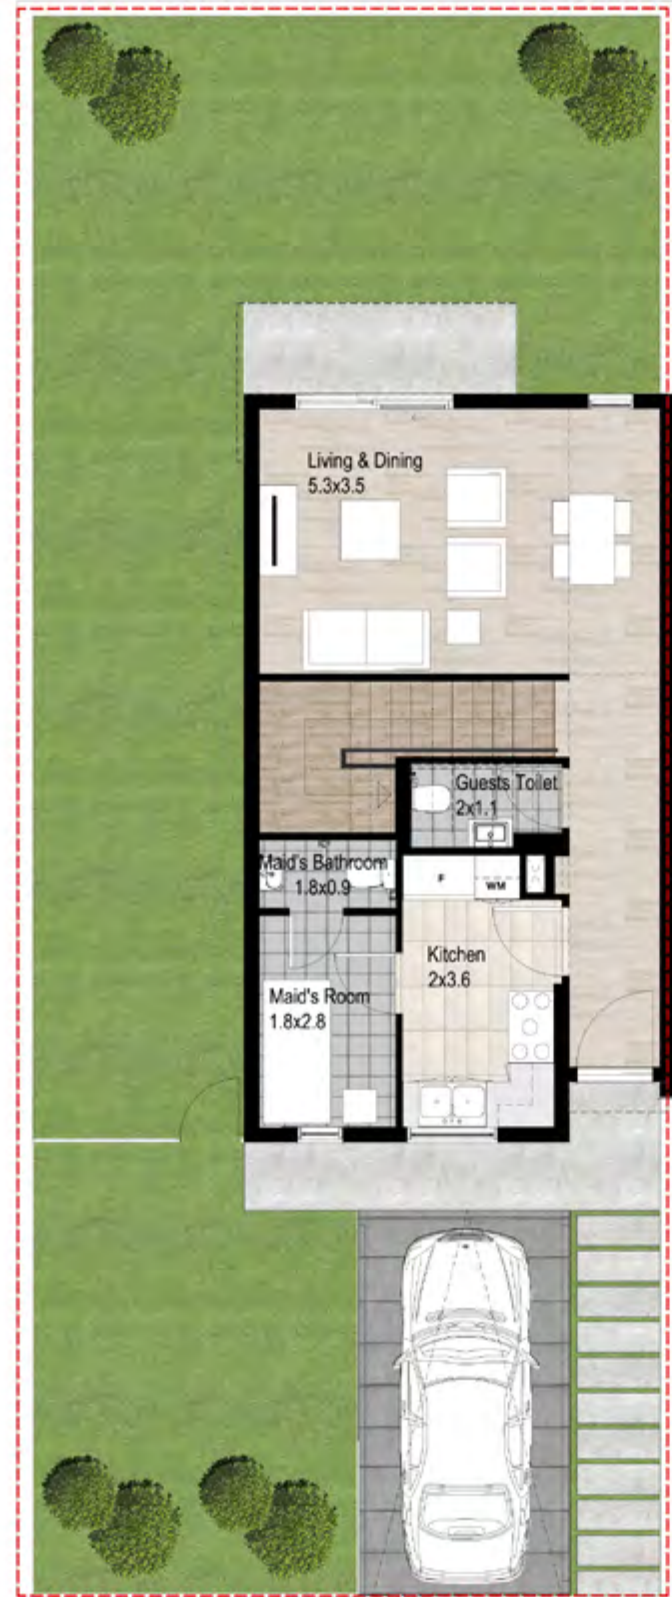 Living & Dining
5.3x3.5
Guests Toilet
2x1.1
Maid's Bathroom
1.8x0.9
F
WM
Kitchen
2x3.6
Maid's Room
1.8x2.8